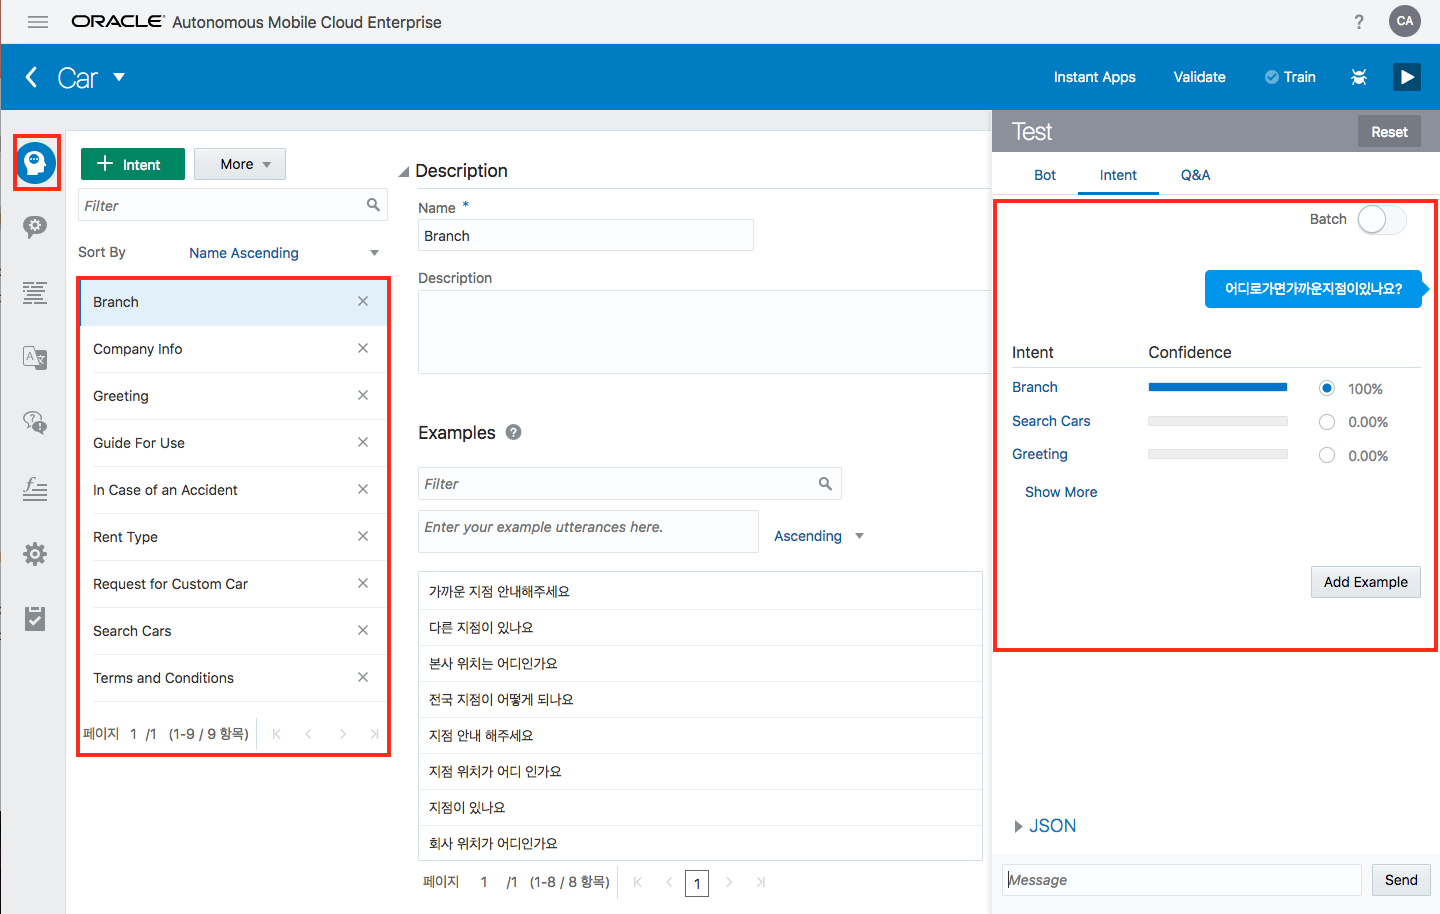 ORACLE Autonomous Mobile Cloud Enterprise
? CA
Car
Instant Apps Validate Train
+ Intent More
Filter
Sort By Name Ascending
Branch
Company Info
Greeting
Guide For Use
In Case of an Accident
Rent Type
Request for Custom Car
Search Cars
Terms and Conditions
페이지 1 /1 (1-9 / 9 항목)
Description
Name *
Branch
Description
Examples ?
Filter
Enter your example utterances here.
Ascending
가까운 지점 안내해주세요
다른 지점이 있나요
본사 위치는 어디인가요
전국 지점이 어떻게 되나요
지점 안내 해주세요
지점 위치가 어디 인가요
지점이 있나요
회사 위치가 어디인가요
페이지 1 /1 (1-8 / 8 항목) 1
Test Reset
Bot Intent Q&A
Batch
어디로가면가까운지점이있나요?
Intent Confidence
Branch 100%
Search Cars 0.00%
Greeting 0.00%
Show More
Add Example
JSON
Message Send